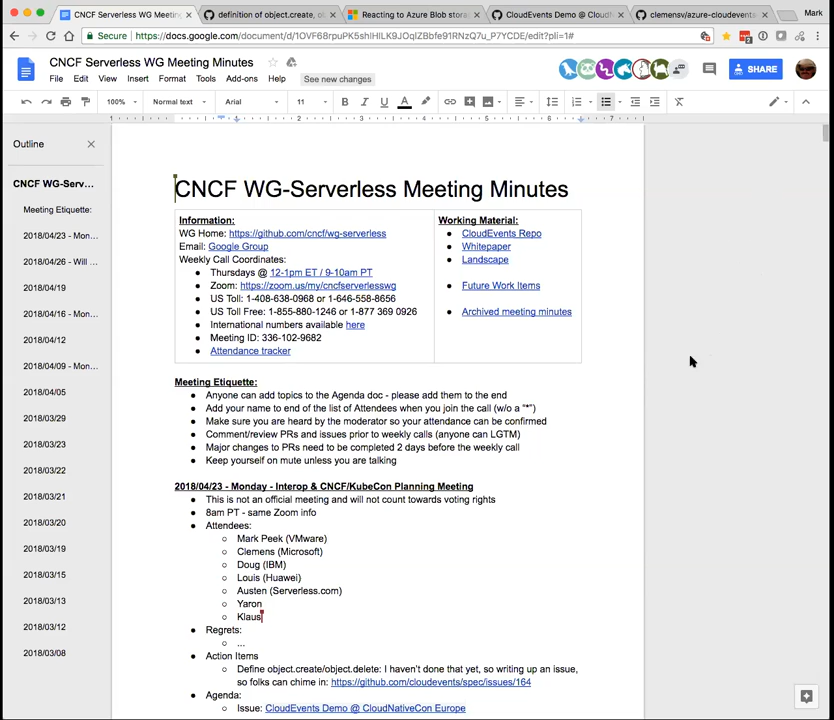 CNCF Serverless WG Meeting Min
definition of object.create, o
Reacting to Azure Blob stora
CloudEvents Demo @ Cloud
clemensv/azure-cloudevents
Mark
Secure
https://docs.google.com/document/d/1OVF68rpuPK5shIHILK9JOqlZBbfe91RNzQ7u_P7YCDE/edit?pli=1#
CNCF Serverless WG Meeting Minutes
File Edit View Insert Format Tools Add-ons Help See new changes
SHARE
100% Normal text Arial 11
1 1 2 3 4 5 6 7
Outline
CNCF WG-Serv...
Meeting Etiquette:
2018/04/23 - Mon...
2018/04/26 - Will ...
2018/04/19
2018/04/16 - Mon...
2018/04/12
2018/04/09 - Mon...
2018/04/05
2018/03/29
2018/03/23
2018/03/22
2018/03/21
2018/03/20
2018/03/19
2018/03/15
2018/03/13
2018/03/12
2018/03/08
CNCF WG-Serverless Meeting Minutes
Information:
WG Home: https://github.com/cncf/wg-serverless
Email: Google Group
Weekly Call Coordinates:
● Thursdays @ 12-1pm ET / 9-10am PT
● Zoom: https://zoom.us/my/cncfserverlesswg
● US Toll: 1-408-638-0968 or 1-646-558-8656
● US Toll Free: 1-855-880-1246 or 1-877 369 0926
● International numbers available here
● Meeting ID: 336-102-9682
● Attendance tracker
Working Material:
● CloudEvents Repo
● Whitepaper
● Landscape
● Future Work Items
● Archived meeting minutes
Meeting Etiquette:
● Anyone can add topics to the Agenda doc - please add them to the end
● Add your name to end of the list of Attendees when you join the call (w/o a "*")
● Make sure you are heard by the moderator so your attendance can be confirmed
● Comment/review PRs and issues prior to weekly calls (anyone can LGTM)
● Major changes to PRs need to be completed 2 days before the weekly call
● Keep yourself on mute unless you are talking
2018/04/23 - Monday - Interop & CNCF/KubeCon Planning Meeting
● This is not an official meeting and will not count towards voting rights
● 8am PT - same Zoom info
● Attendees:
○ Mark Peek (VMware)
○ Clemens (Microsoft)
○ Doug (IBM)
○ Louis (Huawei)
○ Austen (Serverless.com)
○ Yaron
○ Klaus
● Regrets:
○ ...
● Action Items
○ Define object.create/object.delete: I haven't done that yet, so writing up an issue,
so folks can chime in: https://github.com/cloudevents/spec/issues/164
● Agenda:
○ Issue: CloudEvents Demo @ CloudNativeCon Europe